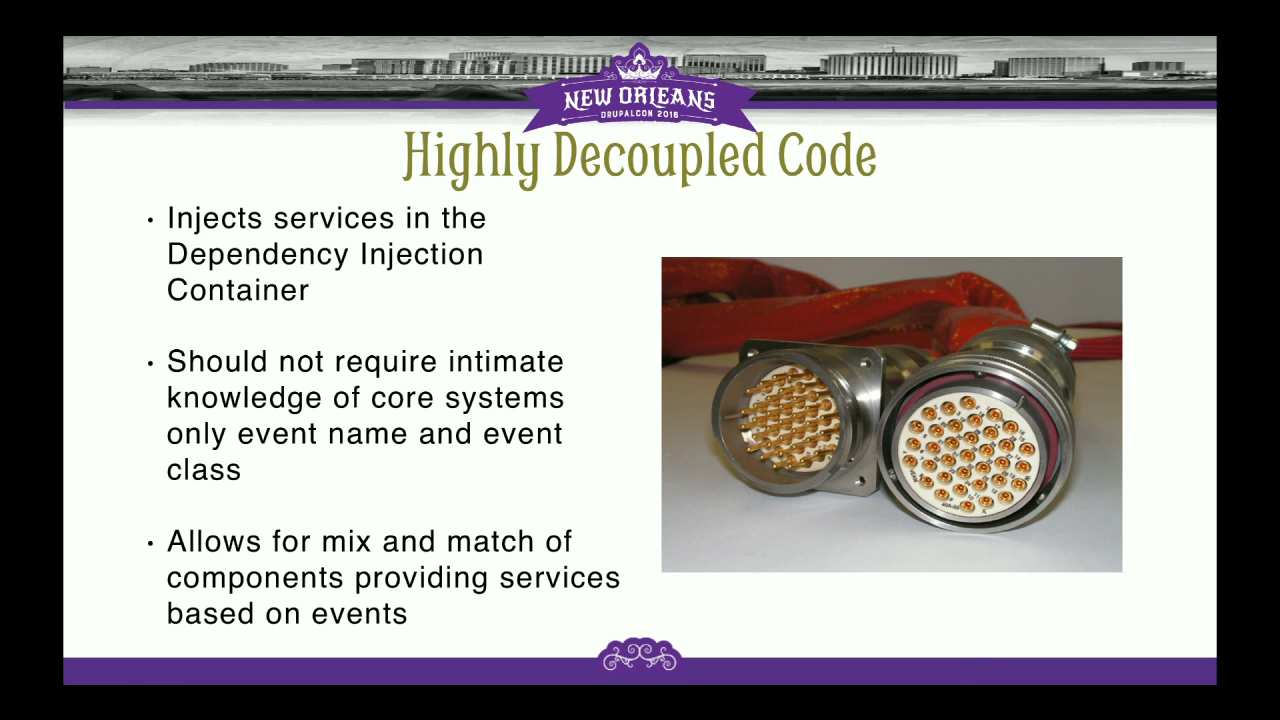 NEW ORLEANS
DRUPALCON 2016
Highly Decoupled Code
• Injects services in the
Dependency Injection
Container
• Should not require intimate
knowledge of core systems
only event name and event
class
• Allows for mix and match of
components providing services
based on events